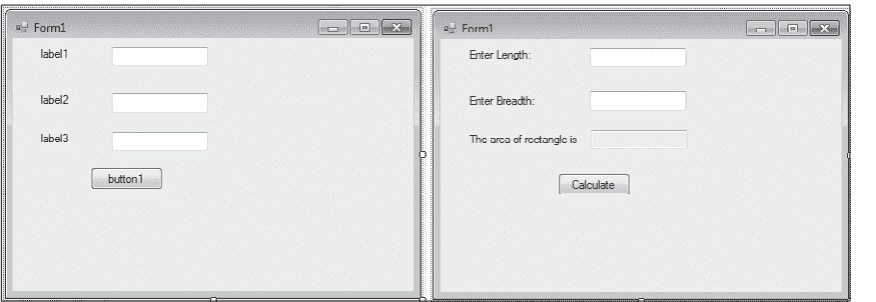 Form1
label1
label2
label3
button1
Form1
Enter Length:
Enter Breadth:
The area of rectangle is
Calculate